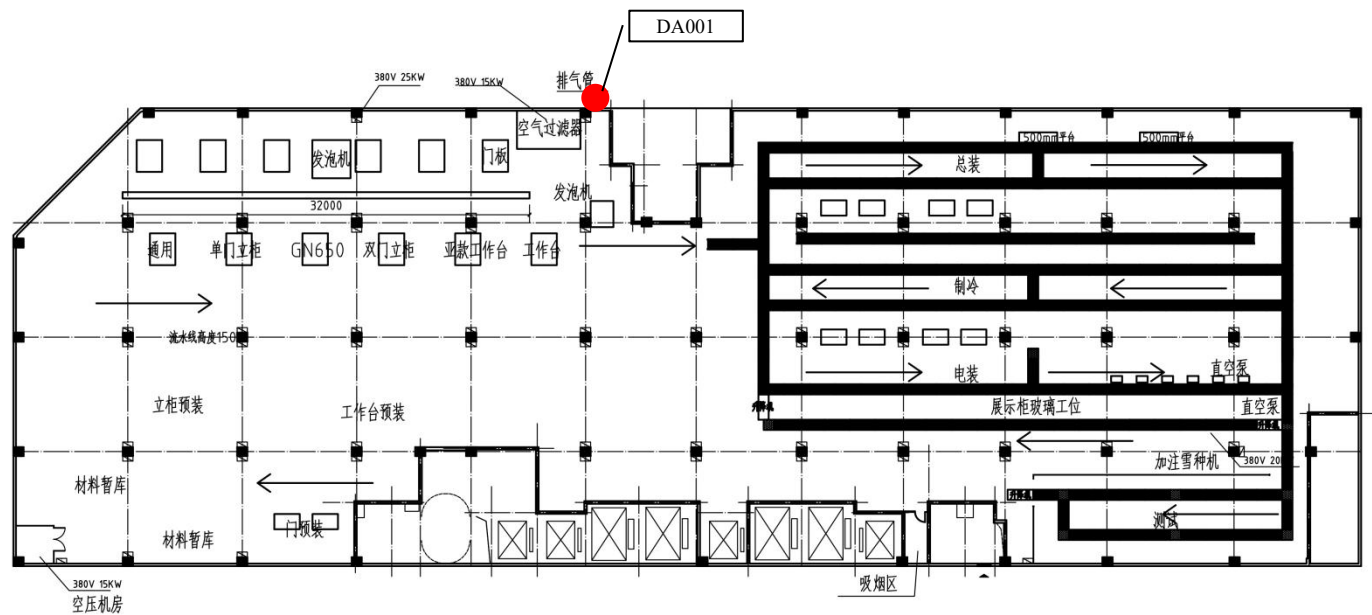 DA001
排气管
380V 25KW
380V 15KW
空气过滤器
500mm平台
500mm平台
发泡机
门板
总装
发泡机
32000
通用
单门立柜
GN650
双门立柜
亚款工作台
工作台
制冷
流水线高度150
电装
直空泵
立柜预装
工作台预装
展示柜玻璃工位
直空泵
加注雪种机
380V 20KW
材料暂库
门预装
测试
材料暂库
380V 15KW
空压机房
吸烟区